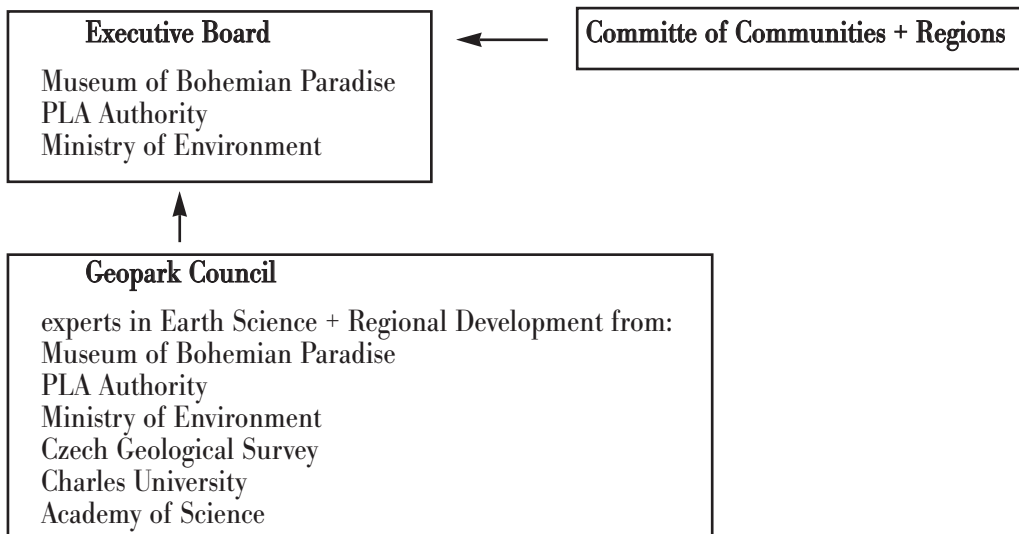 Executive Board
Museum of Bohemian Paradise
PLA Authority
Ministry of Environment
Committe of Communities + Regions
Geopark Council
experts in Earth Science + Regional Development from:
Museum of Bohemian Paradise
PLA Authority
Ministry of Environment
Czech Geological Survey
Charles University
Academy of Science